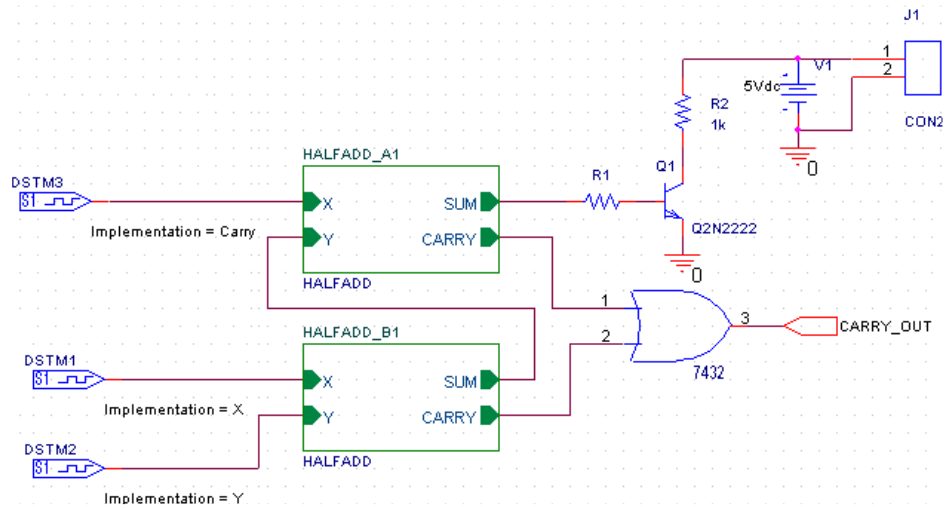 J1
1
2
V1
5Vdc
CON2
R2
1k
0
HALFADD_A1
DSTM3
S1
X
SUM
R1
Q1
Implementation = Carry
Y
CARRY
Q2N2222
HALFADD
0
HALFADD_B1
1
3
CARRY_OUT
2
DSTM1
S1
X
SUM
7432
Implementation = X
Y
CARRY
DSTM2
S1
HALFADD
Implementation = Y